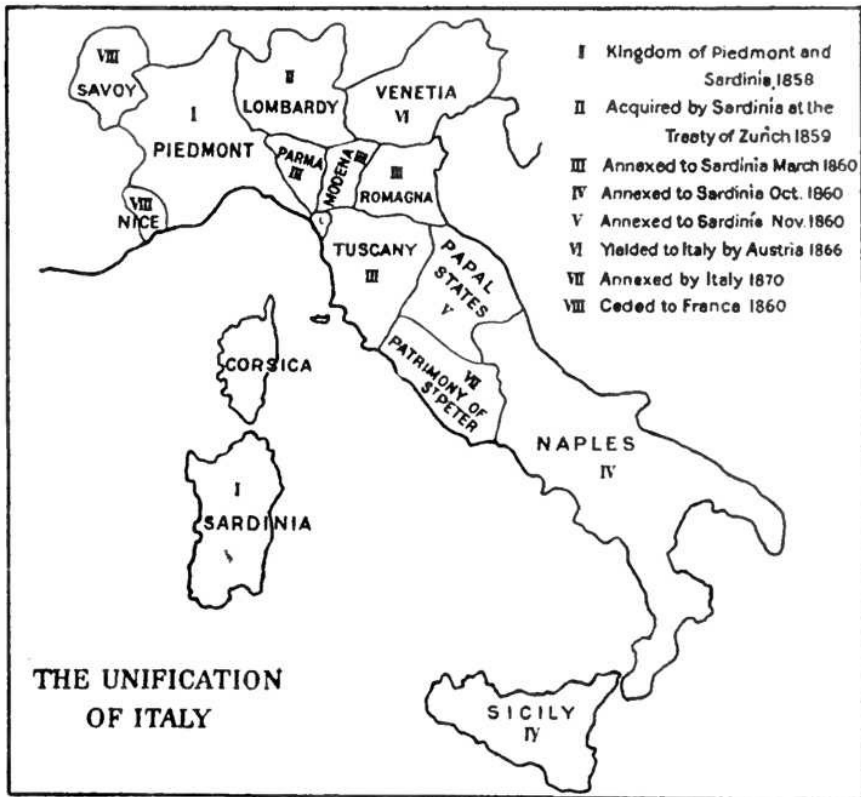 I Kingdom of Piedmont and
Sardinia, 1858
II Acquired by Sardinia at the
Treaty of Zurich 1859
III Annexed to Sardinia March 1860
IV Annexed to Sardinia Oct. 1860
V Annexed to Sardinia Nov. 1860
VI Yielded to Italy by Austria 1866
VII Annexed by Italy 1870
VIII Ceded to France 1860
VIII
SAVOY
I
PIEDMONT
II
LOMBARDY
VENETIA
VI
PARMA
III
MODENA
III
III
ROMAGNA
VIII
NICE
TUSCANY
III
PAPAL
STATES
V
VII
PATRIMONY OF
ST PETER
CORSICA
NAPLES
IV
I
SARDINIA
SICILY
IV
THE UNIFICATION
OF ITALY